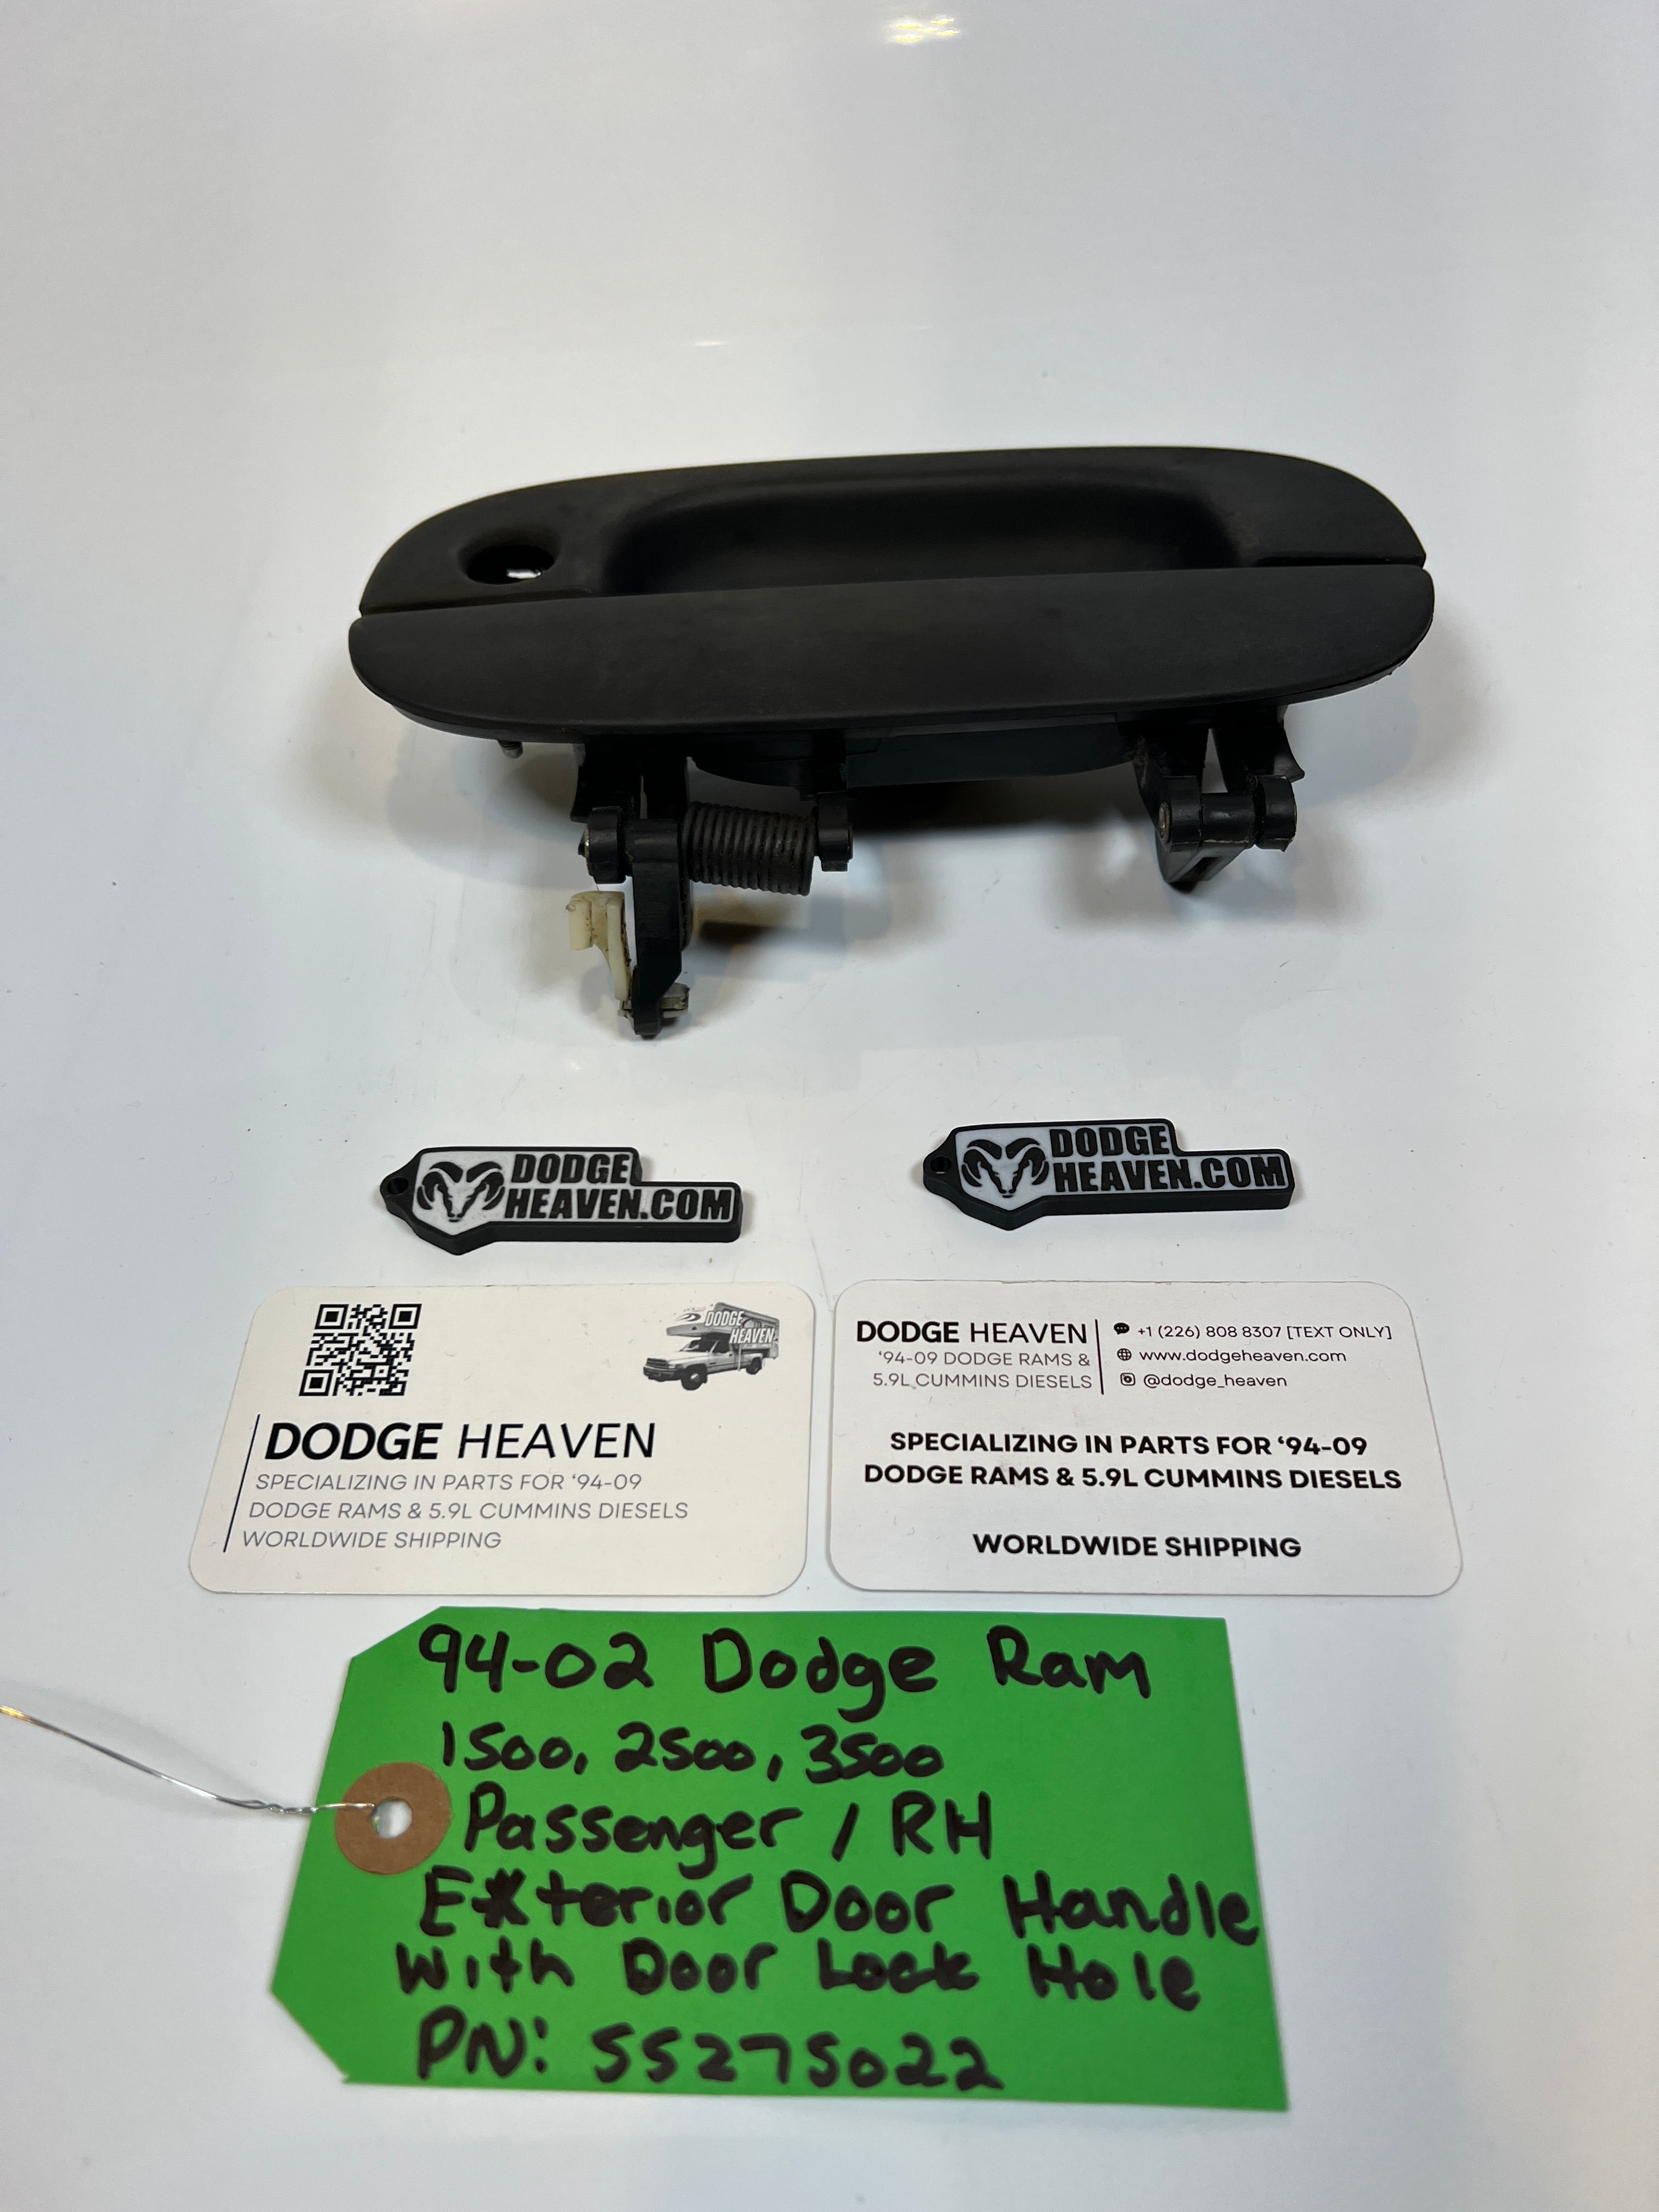 DODGE
HEAVEN.COM
DODGE
HEAVEN.COM
DODGE
HEAVEN
DODGE HEAVEN
SPECIALIZING IN PARTS FOR ‘94-09
DODGE RAMS & 5.9L CUMMINS DIESELS
WORLDWIDE SHIPPING
DODGE HEAVEN
‘94-09 DODGE RAMS &
5.9L CUMMINS DIESELS
+1 (226) 808 8307 [TEXT ONLY]
www.dodgeheaven.com
@dodge_heaven
SPECIALIZING IN PARTS FOR ‘94-09
DODGE RAMS & 5.9L CUMMINS DIESELS
WORLDWIDE SHIPPING
94-02 Dodge Ram
1500, 2500, 3500
Passenger / RH
Exterior Door Handle
With Door Lock Hole
PN: 55275022